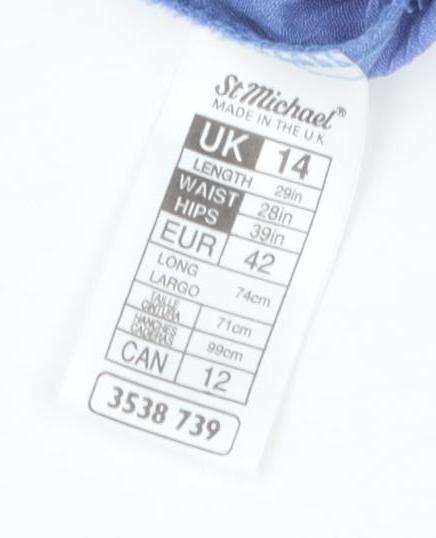 St Michael®
MADE IN THE U.K.
UK 14
LENGTH 29in
WAIST 28in
HIPS 39in
EUR 42
LONG
LARGO 74cm
TAILLE
CINTURA 71cm
HANCHES
CADERAS 99cm
CAN 12
3538 739